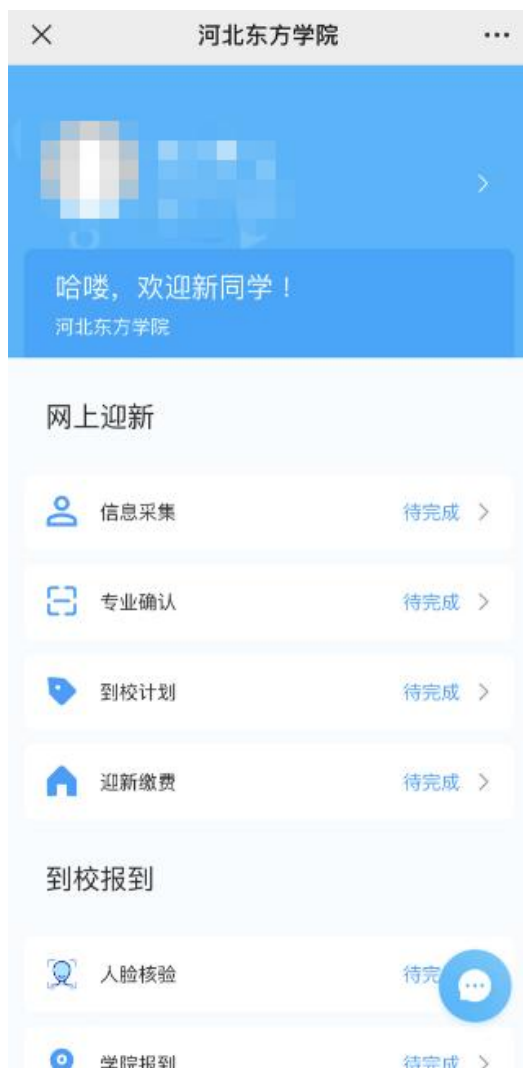 河北东方学院
哈喽，欢迎新同学！
河北东方学院
网上迎新
信息采集 待完成
专业确认 待完成
到校计划 待完成
迎新缴费 待完成
到校报到
人脸核验 待完
学院报到 待完成